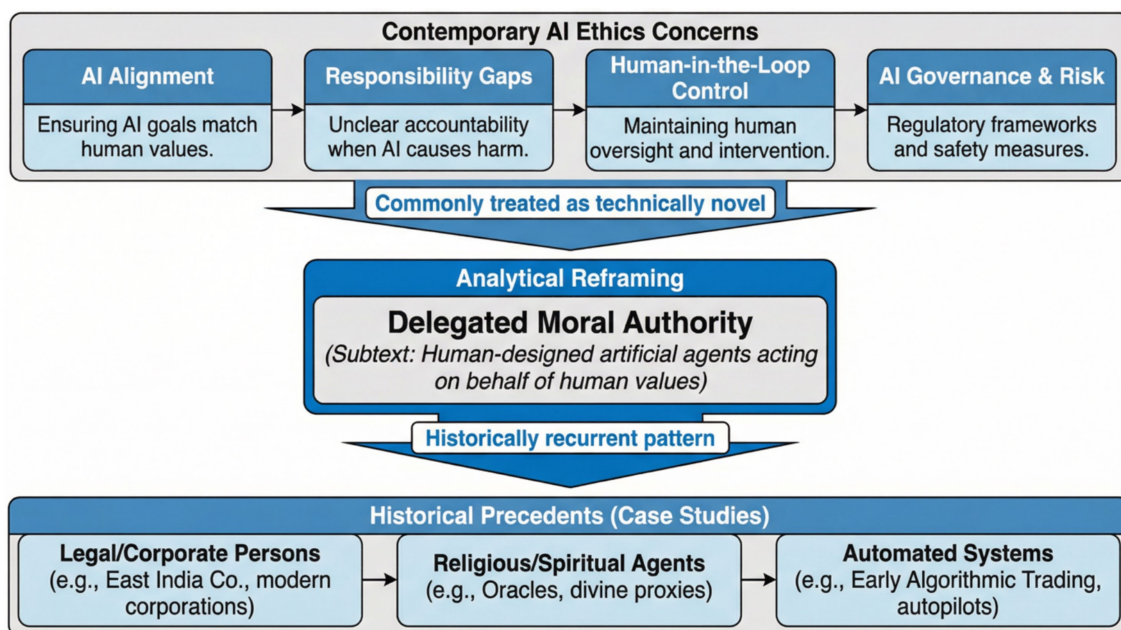 Contemporary AI Ethics Concerns
AI Alignment
Ensuring AI goals match
human values.
Responsibility Gaps
Unclear accountability
when AI causes harm.
Human-in-the-Loop
Control
Maintaining human
oversight and intervention.
AI Governance & Risk
Regulatory frameworks
and safety measures.
Commonly treated as technically novel
Analytical Reframing
Delegated Moral Authority
(Subtext: Human-designed artificial agents acting
on behalf of human values)
Historically recurrent pattern
Historical Precedents (Case Studies)
Legal/Corporate Persons
(e.g., East India Co., modern
corporations)
Religious/Spiritual Agents
(e.g., Oracles, divine proxies)
Automated Systems
(e.g., Early Algorithmic Trading,
autopilots)